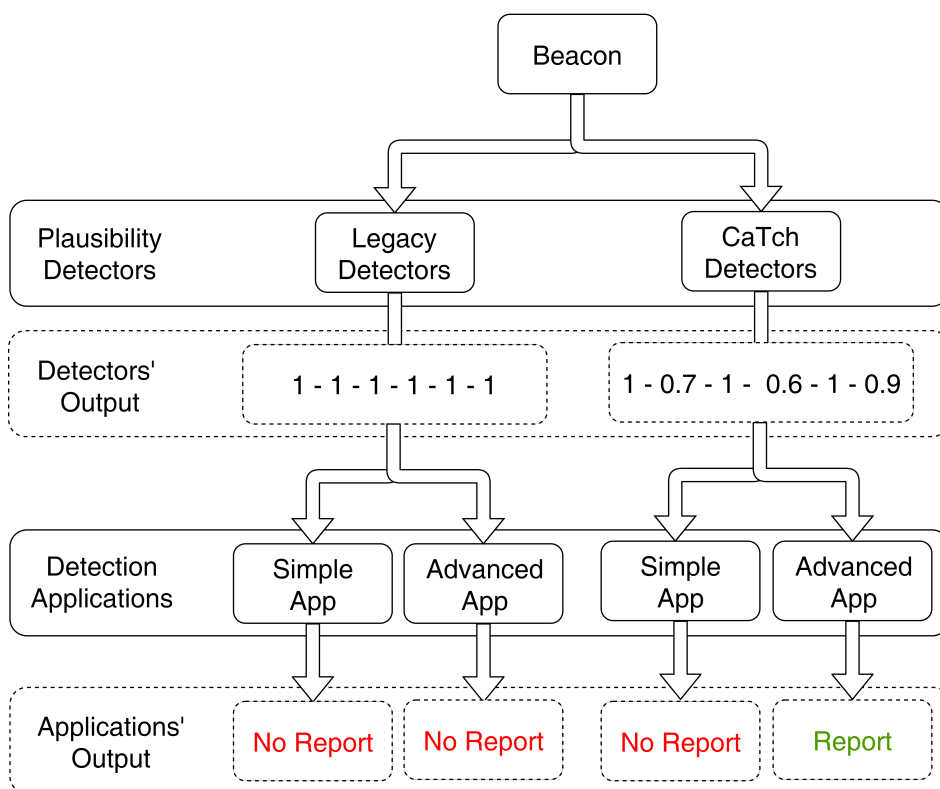 Beacon
Plausibility
Detectors
Legacy
Detectors
CaTch
Detectors
Detectors'
Output
1 - 1 - 1 - 1 - 1 - 1
1 - 0.7 - 1 -  0.6 - 1 - 0.9
Detection
Applications
Simple
App
Advanced
App
Simple
App
Advanced
App
Applications'
Output
No Report
No Report
No Report
Report